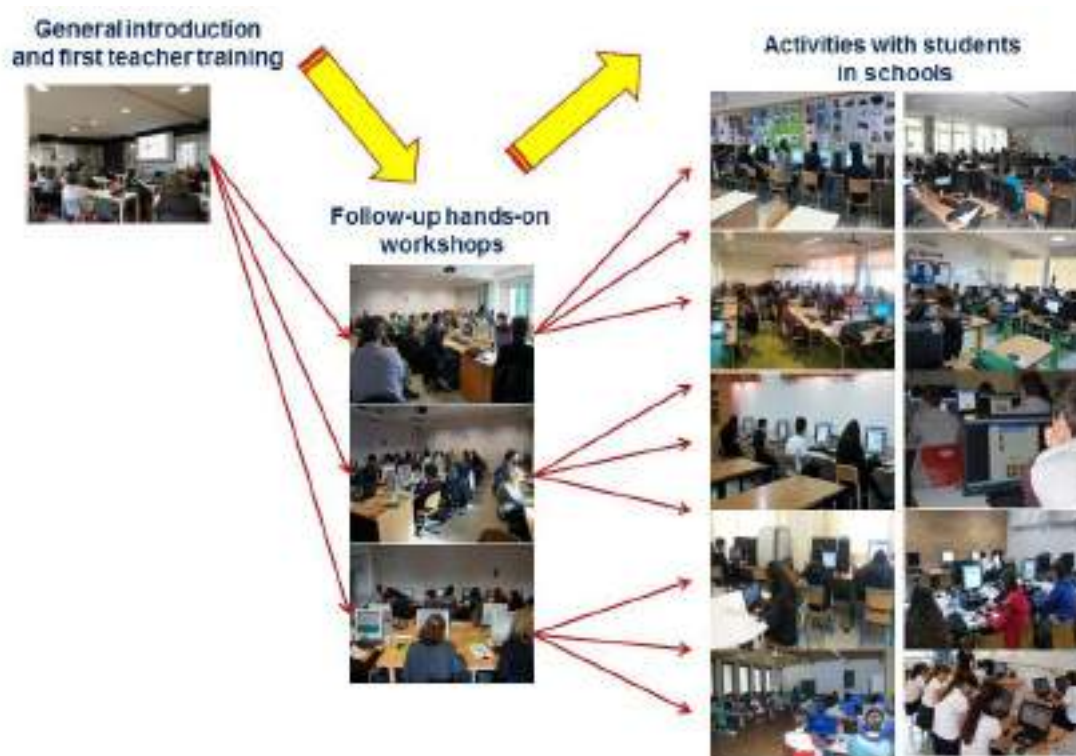 General introduction
and first teacher training
Follow-up hands-on
workshops
Activities with students
in schools